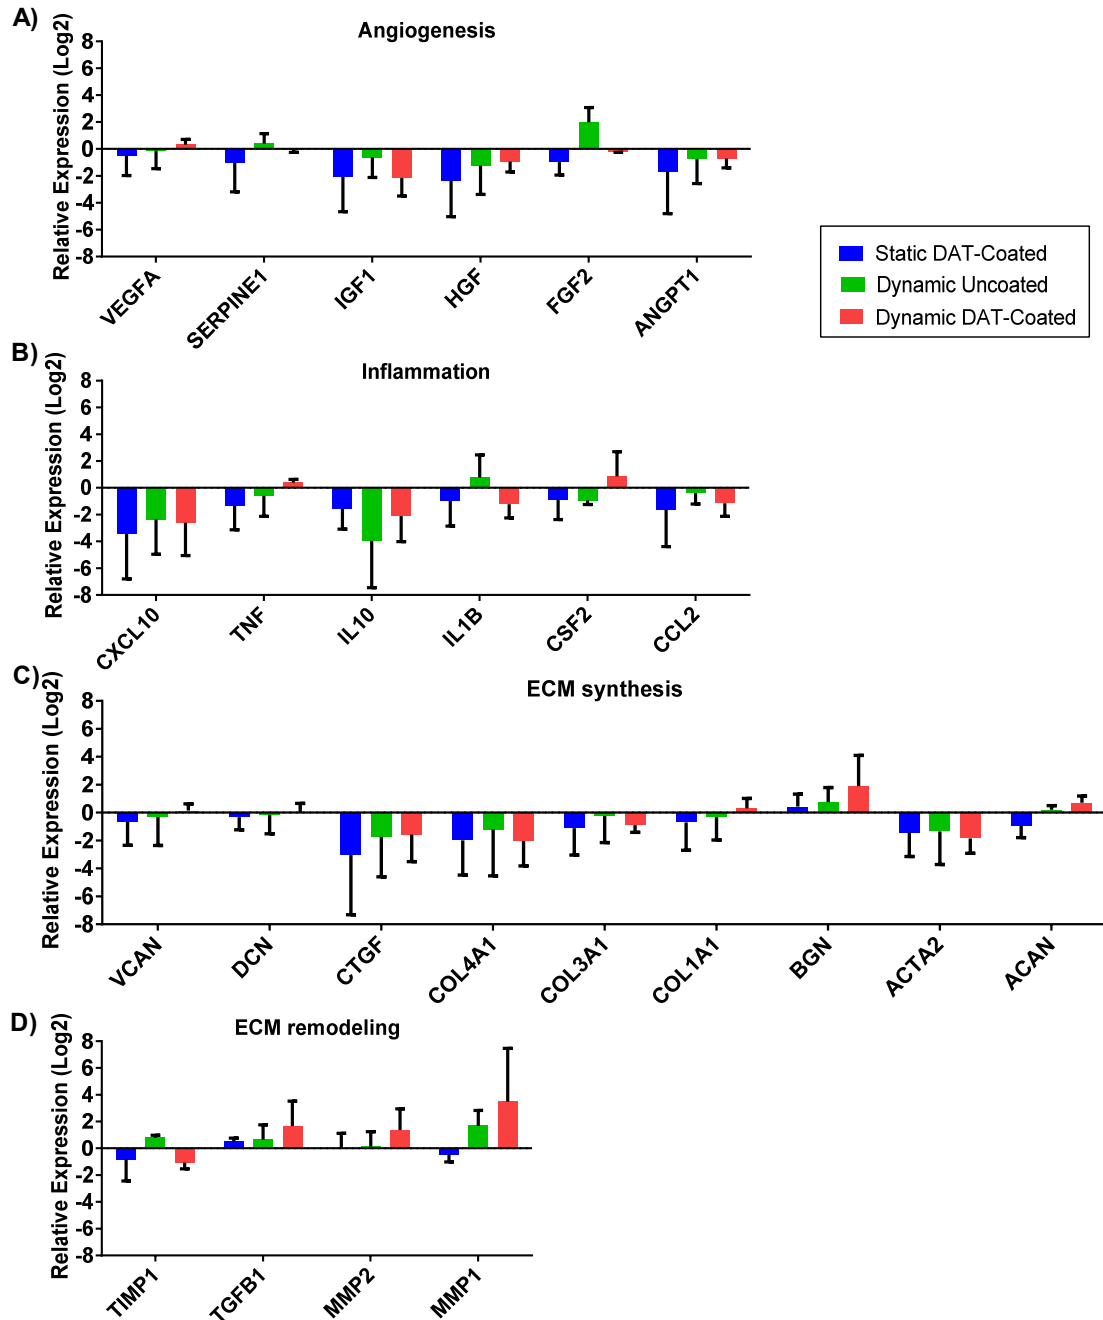 A)
Angiogenesis
Relative Expression (Log2)
8
6
4
2
0
-2
-4
-6
-8
VEGFA
SERPINE1
IGF1
HGF
FGF2
ANGPT1
Static DAT-Coated
Dynamic Uncoated
Dynamic DAT-Coated
B)
Inflammation
Relative Expression (Log2)
8
6
4
2
0
-2
-4
-6
-8
CXCL10
TNF
IL10
IL1B
CSF2
CCL2
C)
ECM synthesis
Relative Expression (Log2)
8
6
4
2
0
-2
-4
-6
-8
VCAN
DCN
CTGF
COL4A1
COL3A1
COL1A1
BGN
ACTA2
ACAN
D)
ECM remodeling
Relative Expression (Log2)
8
6
4
2
0
-2
-4
-6
-8
TIMP1
TGFB1
MMP2
MMP1